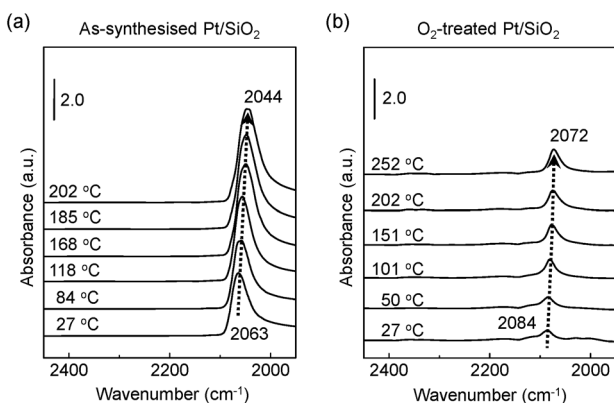 (a)
As-synthesised Pt/SiO₂
2.0
2044
202 °C
185 °C
168 °C
118 °C
84 °C
27 °C
2063
Absorbance (a.u.)
2400
2200
2000
Wavenumber (cm⁻¹)
(b)
O₂-treated Pt/SiO₂
2.0
2072
252 °C
202 °C
151 °C
101 °C
50 °C
2084
27 °C
Absorbance (a.u.)
2400
2200
2000
Wavenumber (cm⁻¹)